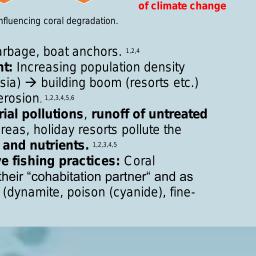 of climate change
nfluencing coral degradation.
arbage, boat anchors. 1,2,4
nt: Increasing population density
sia) → building boom (resorts etc.)
erosion. 1,2,3,4,5,6
rial pollutions, runoff of untreated
reas, holiday resorts pollute the
and nutrients. 1,2,3,4,5
ve fishing practices: Coral
their "cohabitation partner“ and as
(dynamite, poison (cyanide), fine-